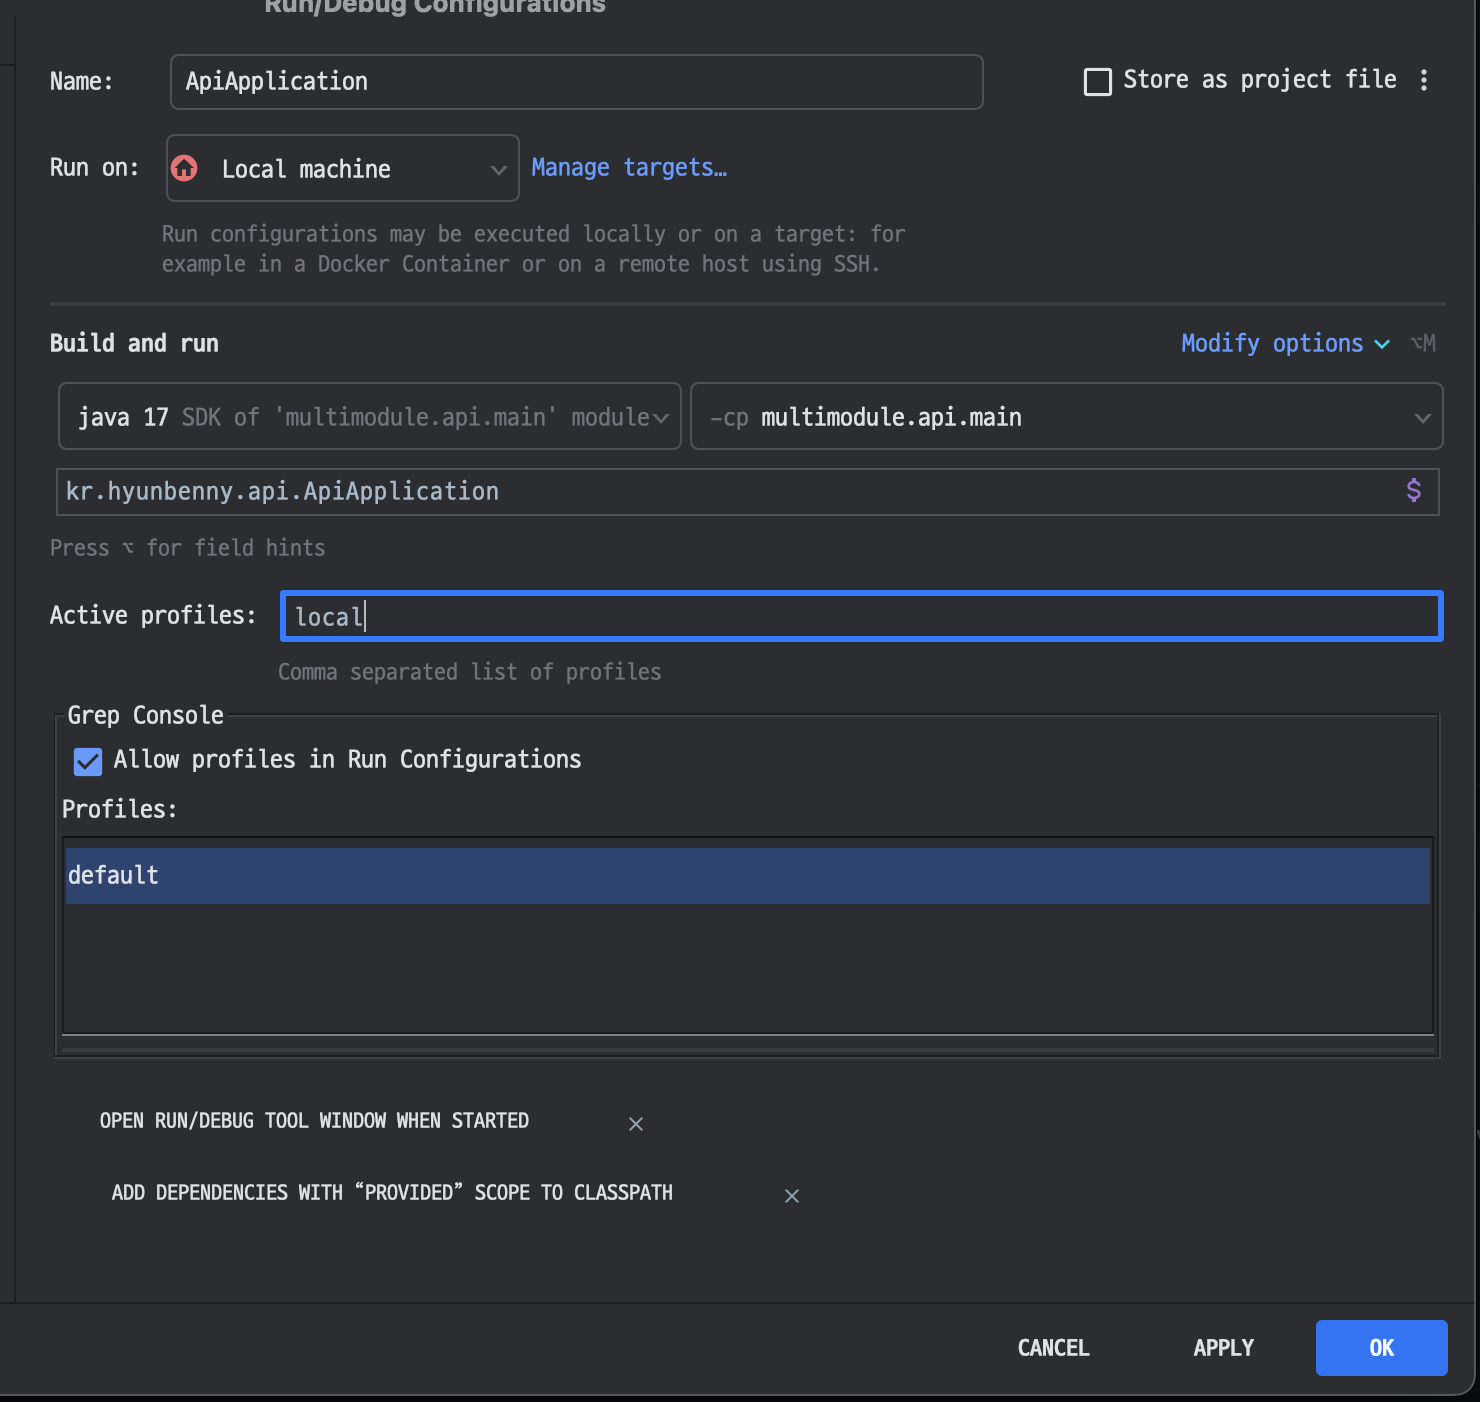 Run/Debug Configurations
Name: ApiApplication Store as project file
Run on: Local machine Manage targets…
Run configurations may be executed locally or on a target: for
example in a Docker Container or on a remote host using SSH.
Build and run Modify options ⌥M
java 17 SDK of 'multimodule.api.main' module -cp multimodule.api.main
kr.hyunbenny.api.ApiApplication $
Press ⌥ for field hints
Active profiles: local
Comma separated list of profiles
Grep Console
Allow profiles in Run Configurations
Profiles:
default
OPEN RUN/DEBUG TOOL WINDOW WHEN STARTED
ADD DEPENDENCIES WITH “PROVIDED” SCOPE TO CLASSPATH
CANCEL APPLY OK